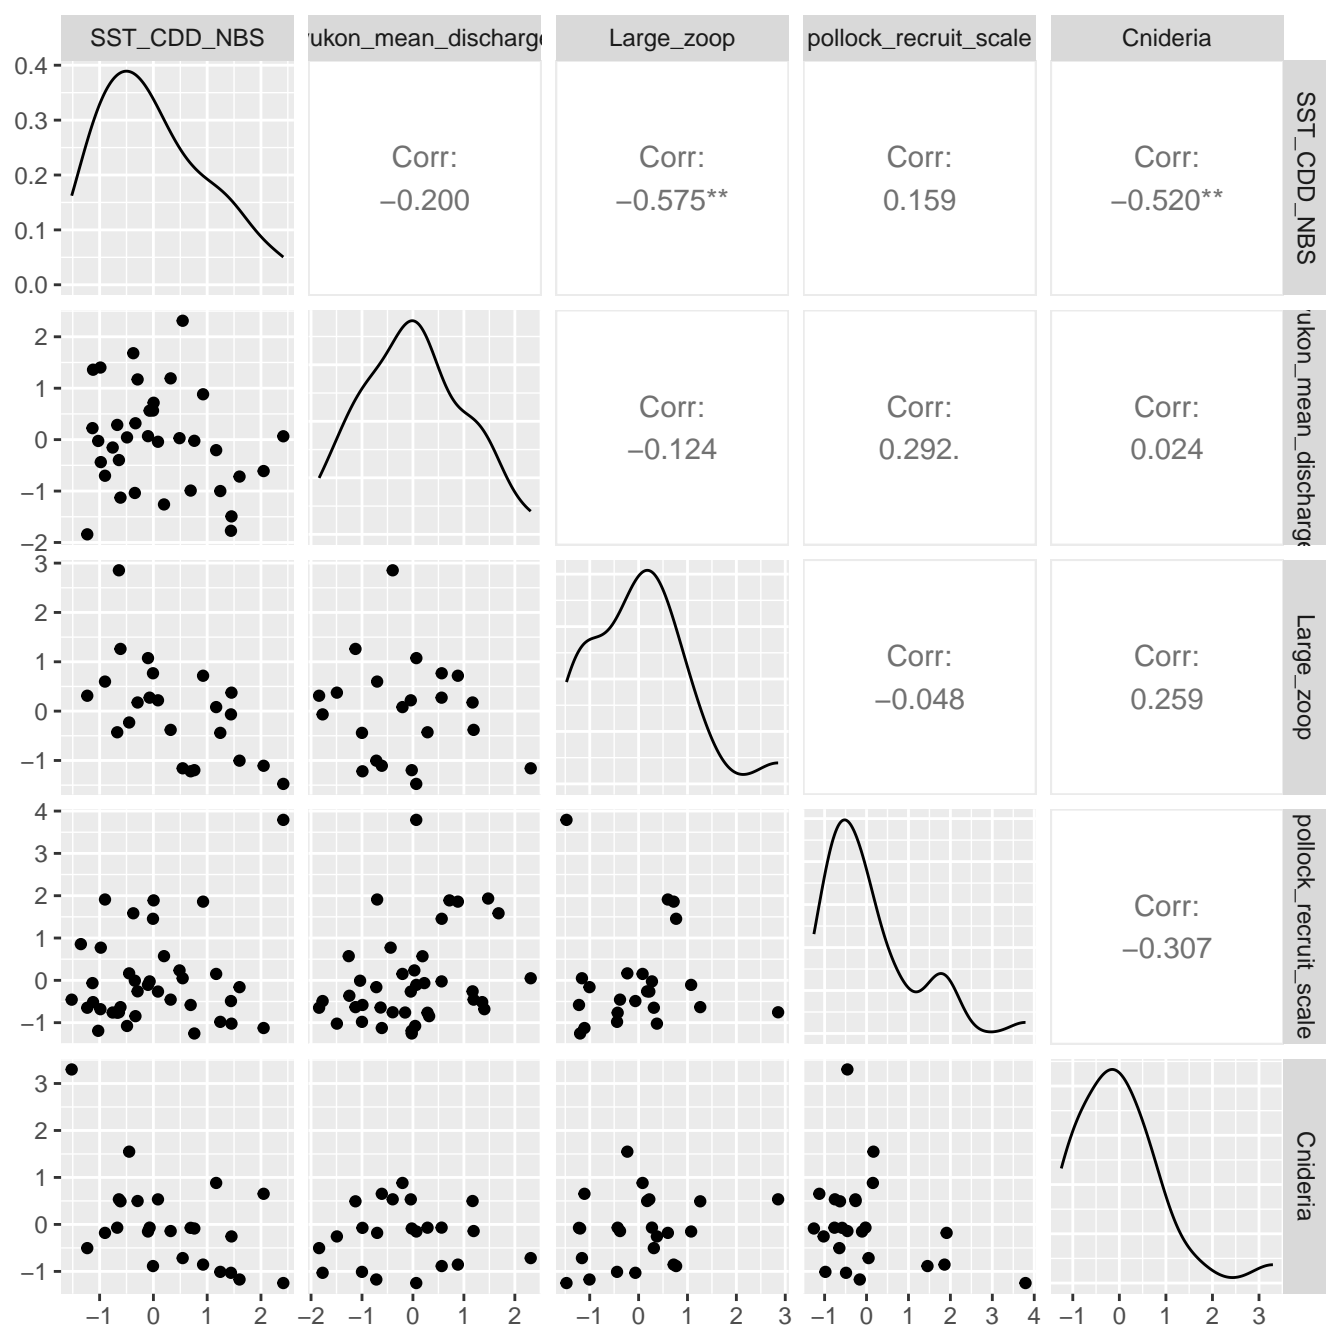 SST_CDD_NBS
yukon_mean_discharge
Large_zoop
pollock_recruit_scale
Cnideria
0.4
0.3
0.2
0.1
0.0
Corr:
−0.200
Corr:
−0.575**
Corr:
0.159
Corr:
−0.520**
SST_CDD_NBS
2
1
0
−1
−2
Corr:
−0.124
Corr:
0.292.
Corr:
0.024
yukon_mean_discharge
3
2
1
0
−1
Corr:
−0.048
Corr:
0.259
Large_zoop
4
3
2
1
0
−1
Corr:
−0.307
pollock_recruit_scale
3
2
1
0
−1
Cnideria
−1 0 1 2
−2 −1 0 1 2
−1 0 1 2 3
−1 0 1 2 3 4
−1 0 1 2 3